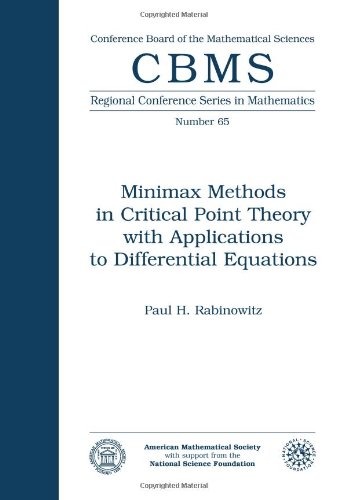 Copyrighted Material
Conference Board of the Mathematical Sciences
CBMS
Regional Conference Series in Mathematics
Number 65
Minimax Methods
in Critical Point Theory
with Applications
to Differential Equations
Paul H. Rabinowitz
American Mathematical Society
with support from the
National Science Foundation
Copyrighted Material